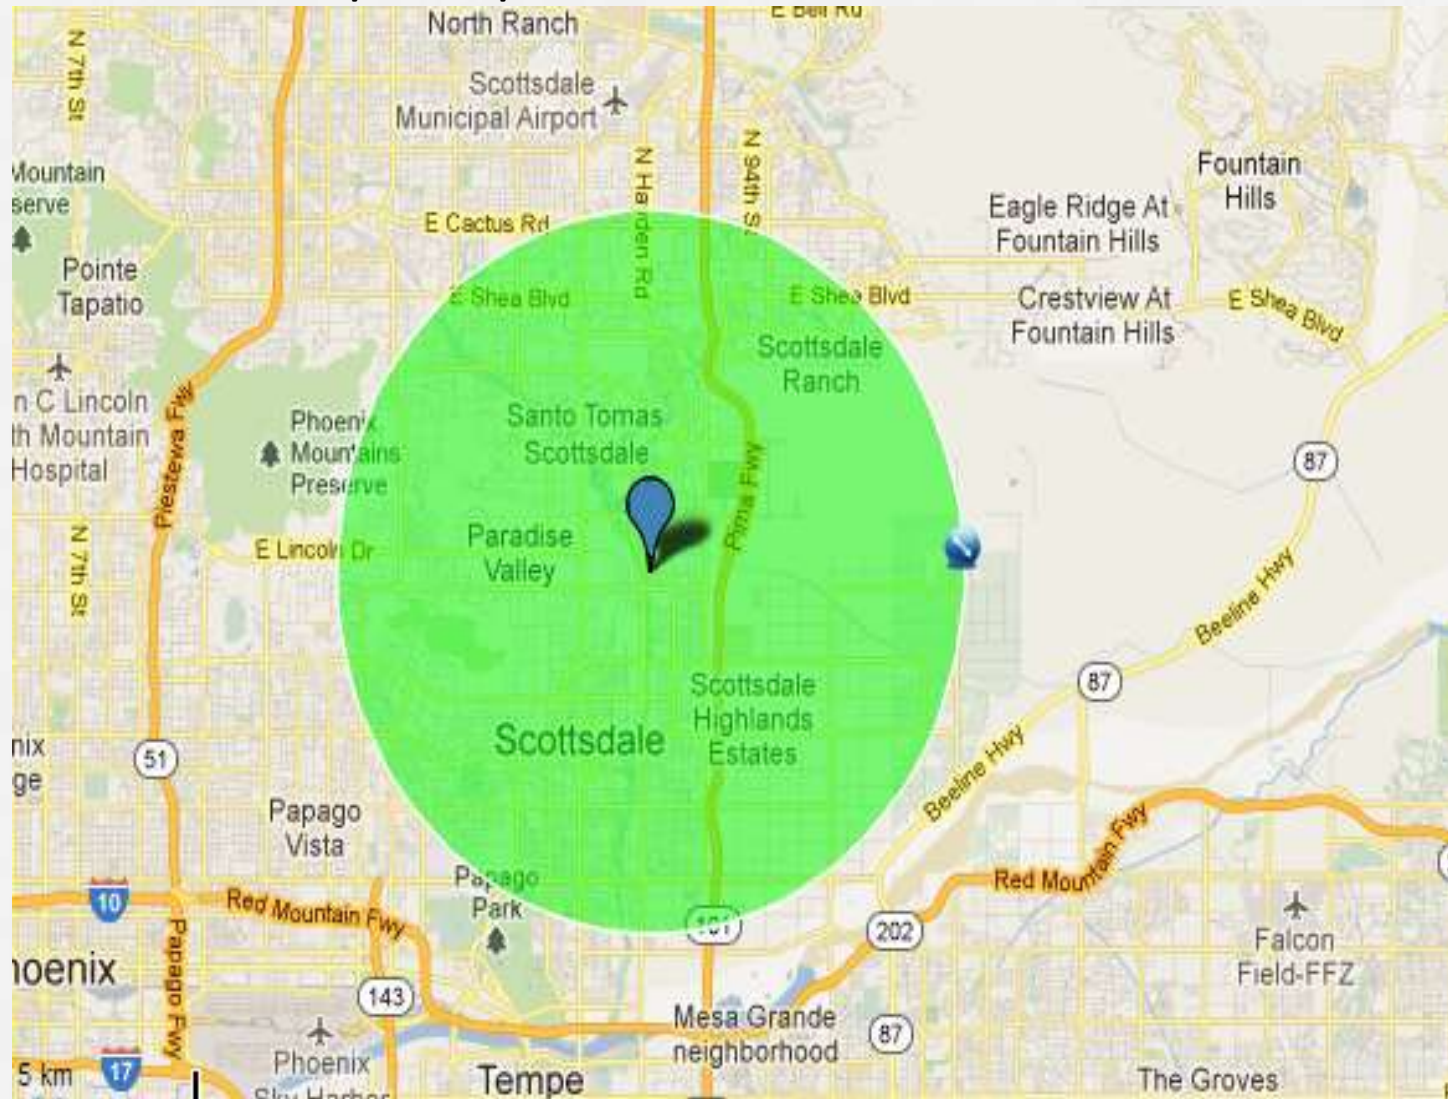 North Ranch
E Bell Rd
N 7th St
Scottsdale
Municipal Airport
N Hayden Rd
N 94th St
Mountain
serve
Fountain
Hills
Eagle Ridge At
Fountain Hills
E Cactus Rd
Pointe
Tapatio
E Shea Blvd
E Shea Blvd
Crestview At
Fountain Hills
E Shea Blvd
Scottsdale
Ranch
n C Lincoln
th Mountain
Hospital
Piestewa Fwy
Phoenix
Mountains
Preserve
Santo Tomas
Scottsdale
Pima Fwy
87
N 7th St
E Lincoln Dr
Paradise
Valley
Beeline Hwy
87
Scottsdale
Highlands
Estates
Scottsdale
nix
ge
51
Beeline Hwy
Papago
Vista
Red Mountain Fwy
Papago
Park
10
Red Mountain Fwy
101
202
Falcon
Field-FFZ
hoenix
Papago Fwy
143
Mesa Grande
neighborhood
87
5 km
17
Phoenix
Sky Harbor
Tempe
The Groves